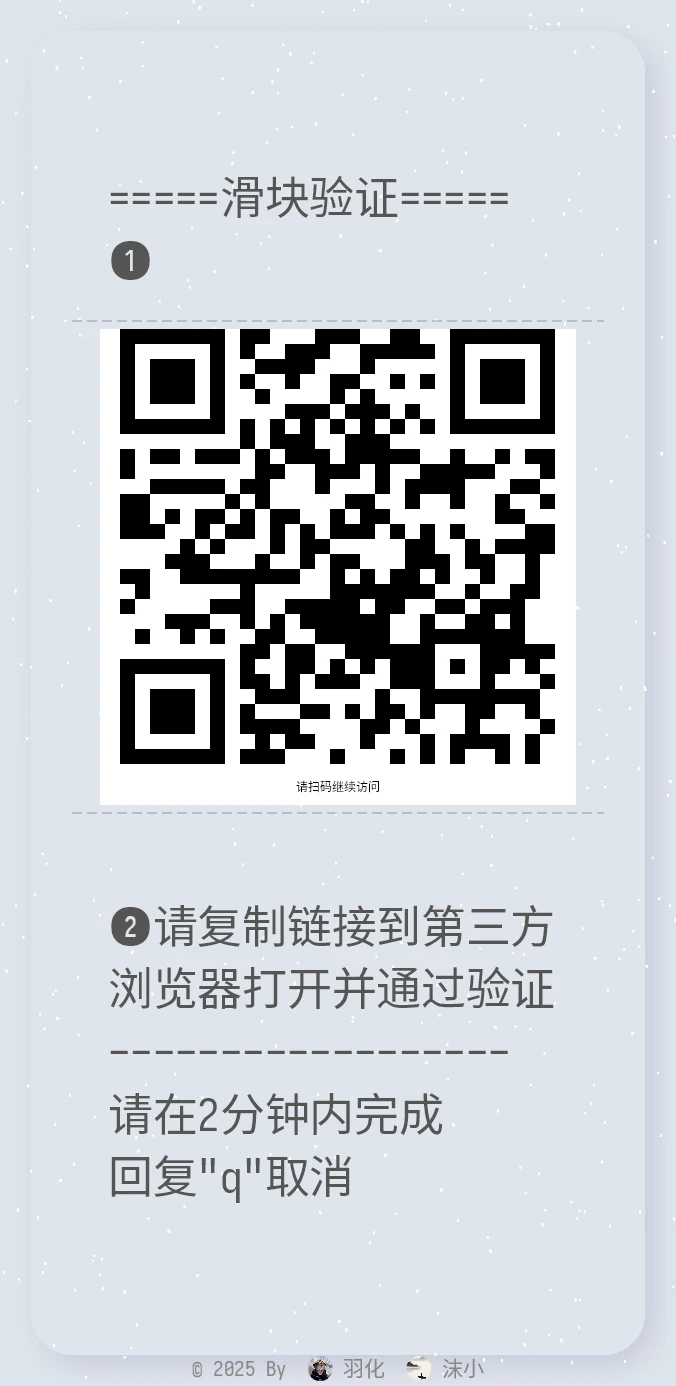 =====滑块验证=====
❶
请扫码继续访问
❷请复制链接到第三方
浏览器打开并通过验证
------------------
请在2分钟内完成
回复"q"取消
© 2025 By 羽化 沫小